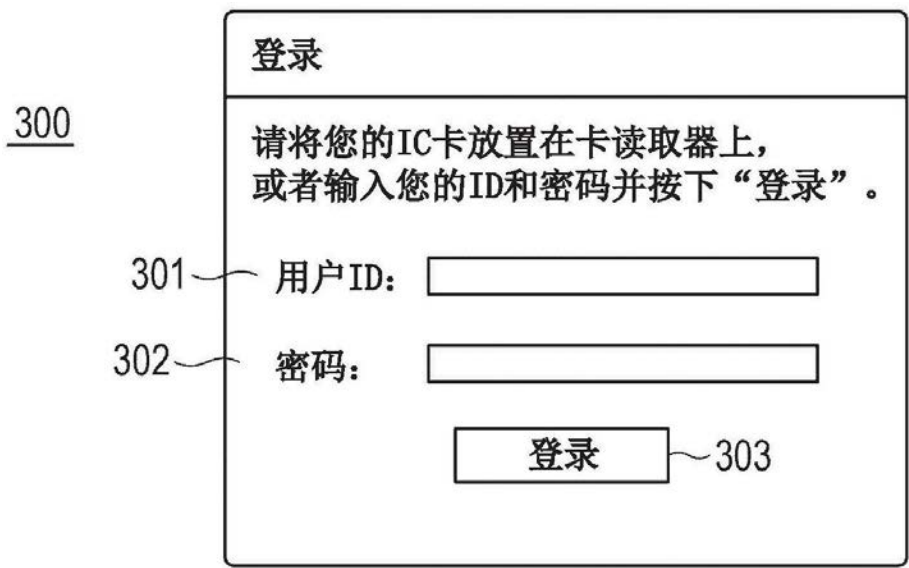 登录
300
请将您的IC卡放置在卡读取器上，
或者输入您的ID和密码并按下“登录”。
301 用户ID：
302 密码：
登录 303